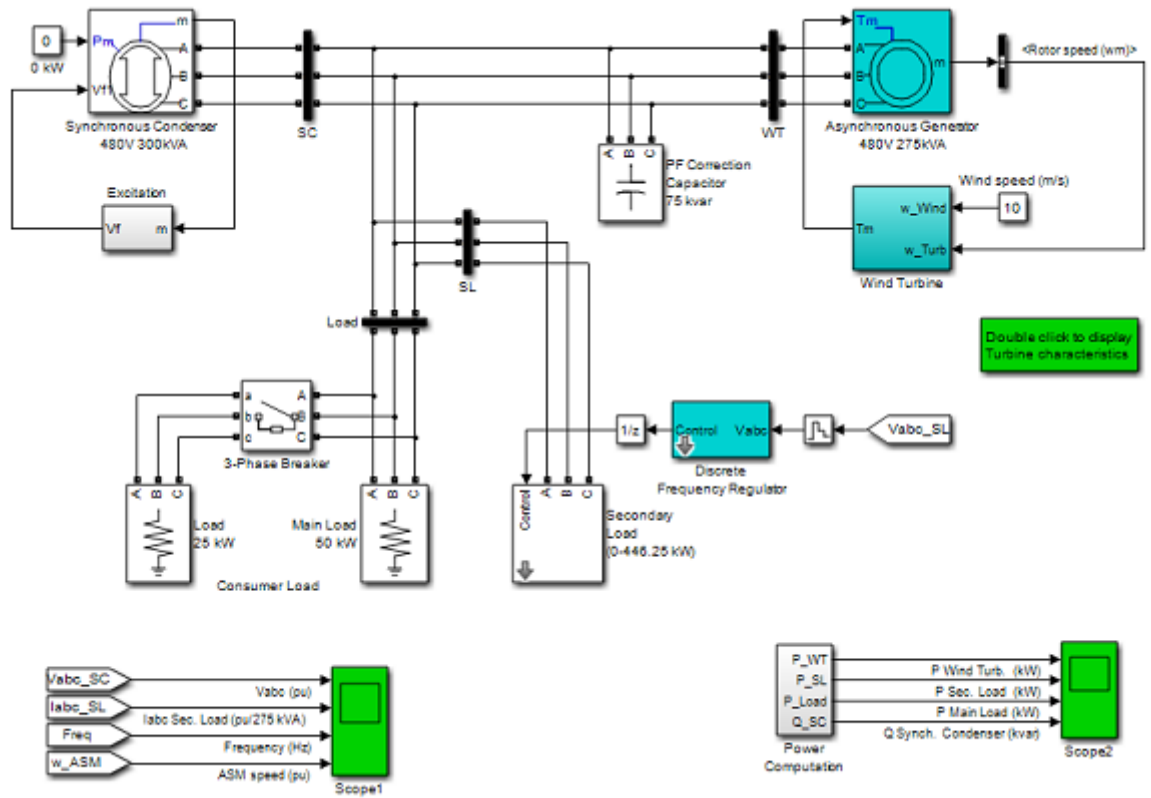 m
Pm
A
0
B
0 kW
Vf
C
Synchronous Condenser
480V 300kVA
SC
Excitation
Vf
m
A B C
PF Correction
Capacitor
75 kvar
WT
Tm
A
B
C
m
Asynchronous Generator
480V 275kVA
<Rotor speed (wm)>
Wind speed (m/s)
w_Wind
10
Tm
w_Turb
Wind Turbine
SL
Load
Double click to display
Turbine characteristics
a
A
b
B
c
C
3-Phase Breaker
A B C
Load
25 kW
A B C
Main Load
50 kW
Consumer Load
1/z
Control
Vabc
Vabc_SL
Discrete
Frequency Regulator
Control
A B C
Secondary
Load
(0-446.25 kW)
Vabc_SC
Vabc (pu)
Iabc_SL
Iabc Sec. Load (pu/275 kVA)
Freq
Frequency (Hz)
w_ASM
ASM speed (pu)
Scope1
P_WT
P Wind Turb. (kW)
P_SL
P Sec. Load (kW)
P_Load
P Main Load (kW)
Q_SC
Q Synch. Condenser (kvar)
Power
Computation
Scope2